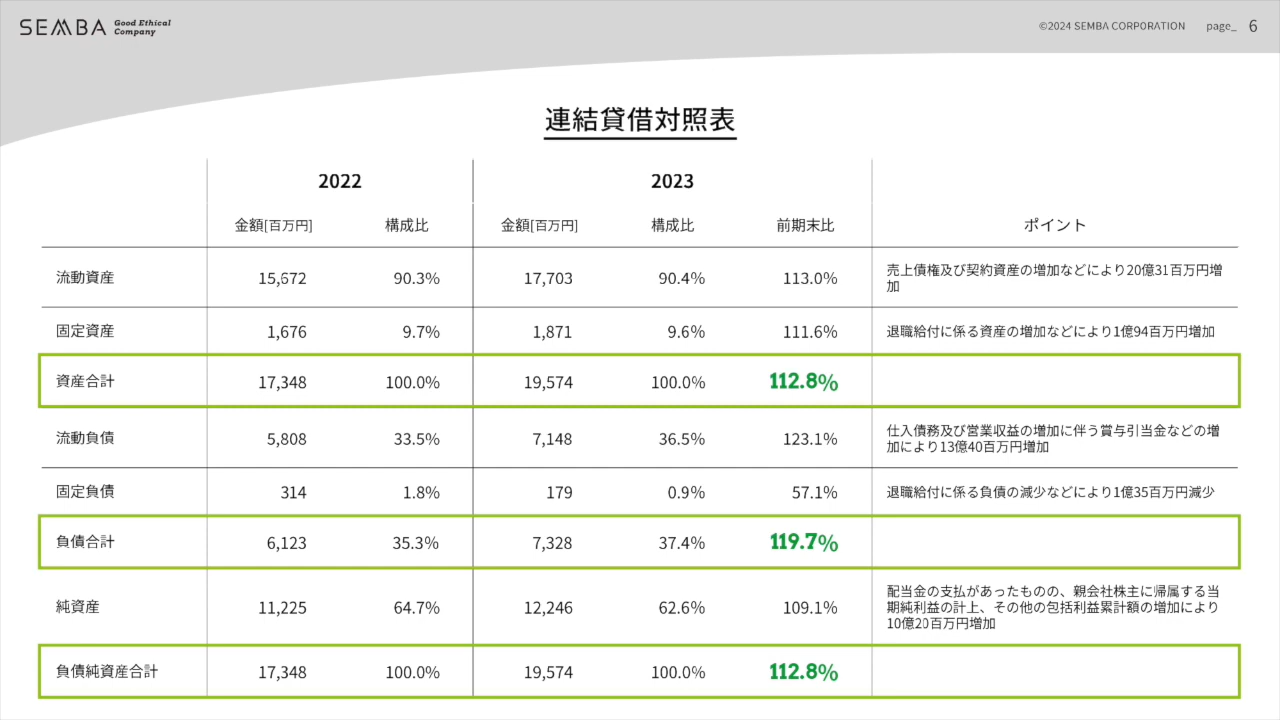 SEMBA Good Ethical
Company
©2024 SEMBA CORPORATION page_ 6
連結貸借対照表
2022 2023
金額[百万円] 構成比 金額[百万円] 構成比 前期末比 ポイント
流動資産 15,672 90.3% 17,703 90.4% 113.0% 売上債権及び契約資産の増加などにより20億31百万円増
加
固定資産 1,676 9.7% 1,871 9.6% 111.6% 退職給付に係る資産の増加などにより1億94百万円増加
資産合計 17,348 100.0% 19,574 100.0% 112.8%
流動負債 5,808 33.5% 7,148 36.5% 123.1% 仕入債務及び営業収益の増加に伴う賞与引当金などの増
加により13億40百万円増加
固定負債 314 1.8% 179 0.9% 57.1% 退職給付に係る負債の減少などにより1億35百万円減少
負債合計 6,123 35.3% 7,328 37.4% 119.7%
純資産 11,225 64.7% 12,246 62.6% 109.1% 配当金の支払があったものの、親会社株主に帰属する当
期純利益の計上、その他の包括利益累計額の増加により
10億20百万円増加
負債純資産合計 17,348 100.0% 19,574 100.0% 112.8%